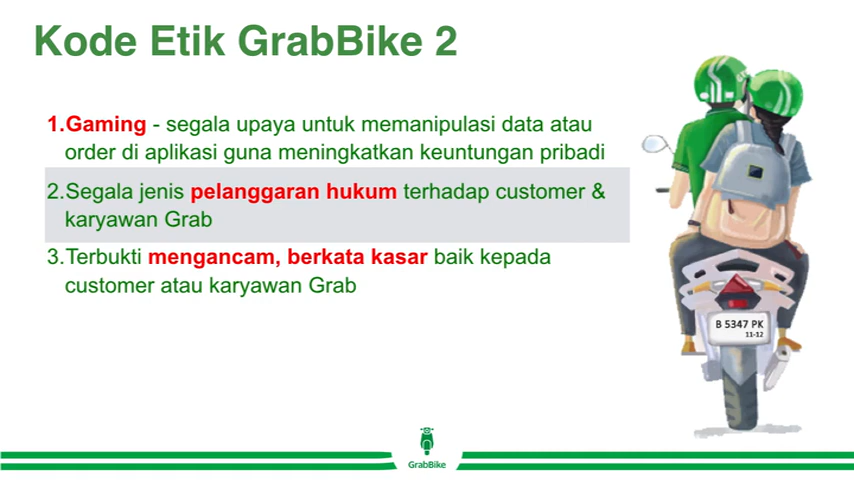 Kode Etik GrabBike 2
1.Gaming - segala upaya untuk memanipulasi data atau
order di aplikasi guna meningkatkan keuntungan pribadi
2.Segala jenis pelanggaran hukum terhadap customer &
karyawan Grab
3.Terbukti mengancam, berkata kasar baik kepada
customer atau karyawan Grab
B 5347 PK
11-12
GrabBike